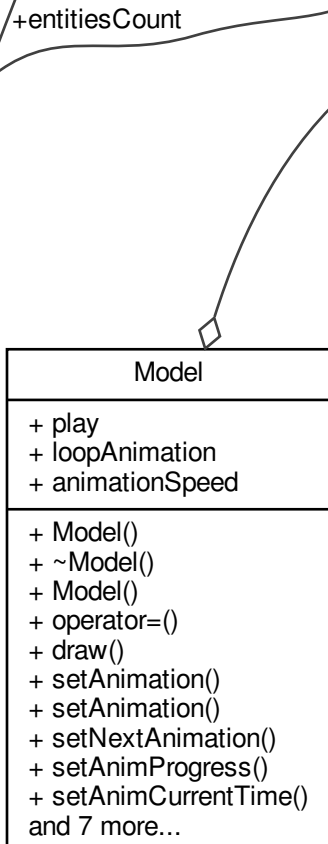 +entitiesCount
Model
+ play
+ loopAnimation
+ animationSpeed
+ Model()
+ ~Model()
+ Model()
+ operator=()
+ draw()
+ setAnimation()
+ setAnimation()
+ setNextAnimation()
+ setAnimProgress()
+ setAnimCurrentTime()
and 7 more...